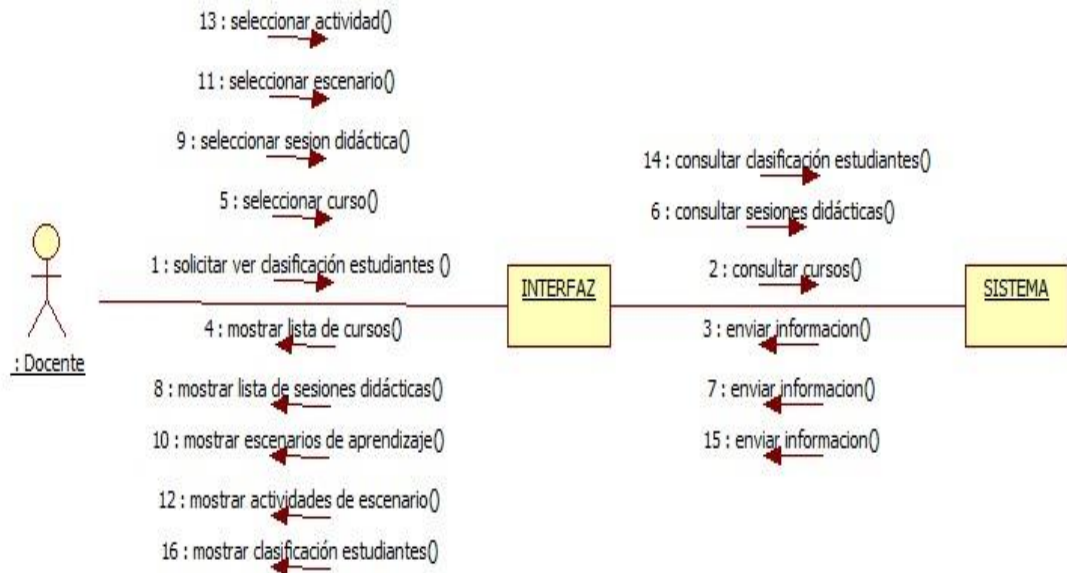 13 : seleccionar actividad()
11 : seleccionar escenario()
9 : seleccionar sesion didáctica()
5 : seleccionar curso()
1 : solicitar ver clasificación estudiantes ()
: Docente
4 : mostrar lista de cursos()
8 : mostrar lista de sesiones didácticas()
10 : mostrar escenarios de aprendizaje()
12 : mostrar actividades de escenario()
16 : mostrar clasificación estudiantes()
INTERFAZ
14 : consultar clasificación estudiantes()
6 : consultar sesiones didácticas()
2 : consultar cursos()
3 : enviar informacion()
7 : enviar informacion()
15 : enviar informacion()
SISTEMA